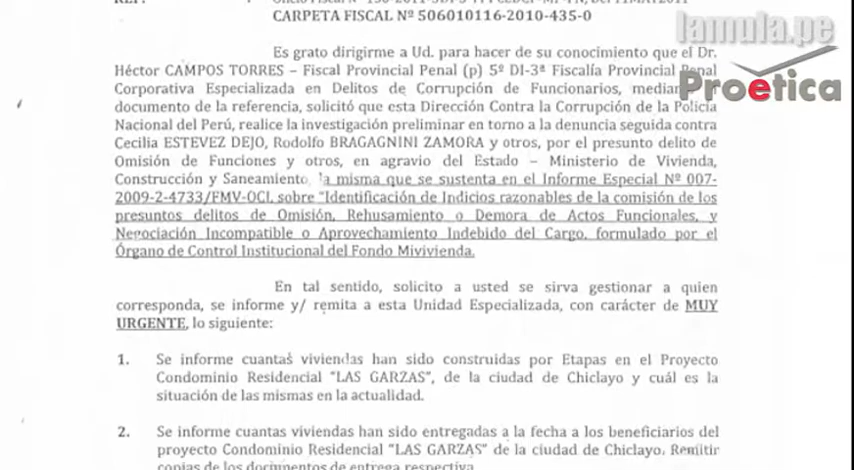 lamula.pe
Proetica
CARPETA FISCAL Nº 506010116-2010-435-0
Es grato dirigirme a Ud. para hacer de su conocimiento que el Dr.
Héctor CAMPOS TORRES – Fiscal Provincial Penal (p) 5º DI-3ª Fiscalía Provincial Penal
Corporativa Especializada en Delitos de Corrupción de Funcionarios,
documento de la referencia, solicitó que esta Dirección Contra la Corrupción de la Policía
Nacional del Perú, realice la investigación preliminar en torno a la denuncia seguida contra
Cecilia ESTEVEZ DEJO, Rodolfo BRAGAGNINI ZAMORA y otros, por el presunto delito de
Omisión de Funciones y otros, en agravio del Estado – Ministerio de Vivienda,
Construcción y Saneamiento, la misma que se sustenta en el Informe Especial Nº 007-
2009-2-4733/FMV-OCI, sobre "Identificación de Indicios razonables de la comisión de los
presuntos delitos de Omisión, Rehusamiento o Demora de Actos Funcionales, y
Negociación Incompatible o Aprovechamiento Indebido del Cargo, formulado por el
Órgano de Control Institucional del Fondo Mivivienda.
En tal sentido, solicito a usted se sirva gestionar a quien
corresponda, se informe y/ remita a esta Unidad Especializada, con carácter de MUY
URGENTE, lo siguiente:
1. Se informe cuantas viviendas han sido construidas por Etapas en el Proyecto
Condominio Residencial "LAS GARZAS", de la ciudad de Chiclayo y cuál es la
situación de las mismas en la actualidad.
2. Se informe cuantas viviendas han sido entregadas a la fecha a los beneficiarios del
proyecto Condominio Residencial "LAS GARZAS" de la ciudad de Chiclayo. Remitir
copias de los documentos de entrega respectiva